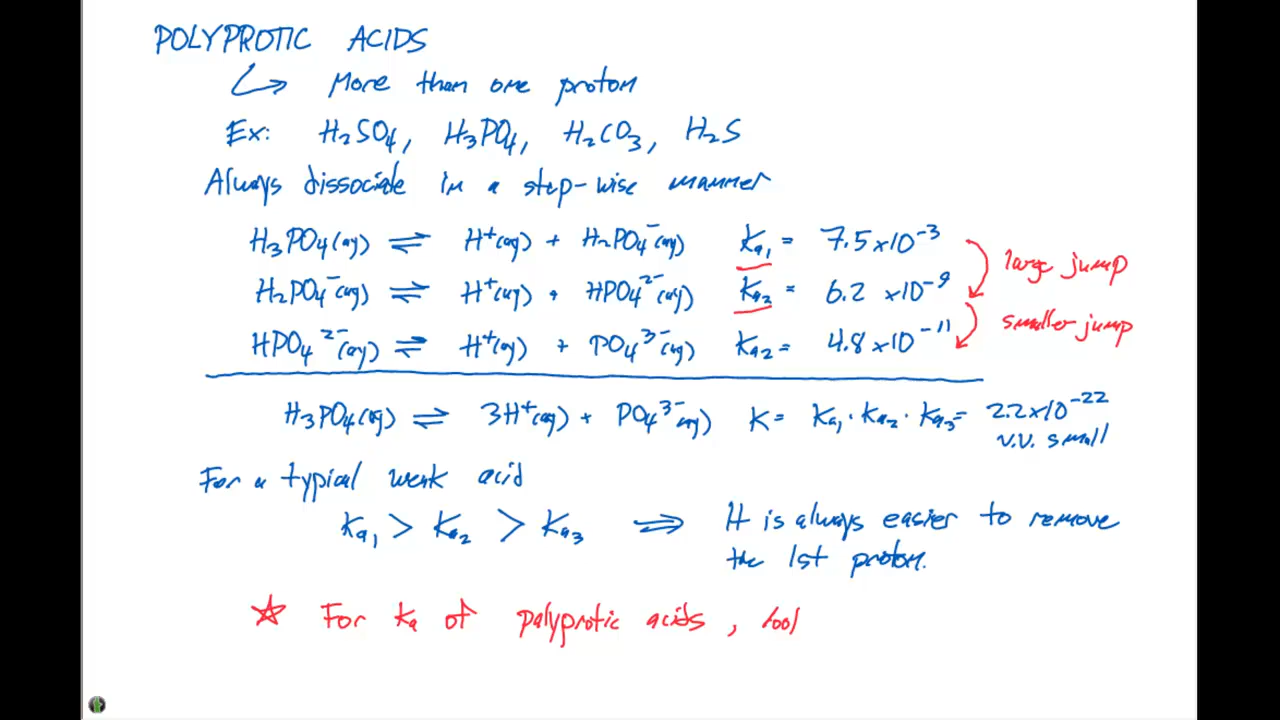 POLYPROTIC ACIDS
↳ More than one proton
Ex: H₂SO₄, H₃PO₄, H₂CO₃, H₂S
Always dissociate in a step-wise manner
H₃PO₄(aq) ⇌ H⁺(aq) + H₂PO₄⁻(aq) Ka₁ = 7.5×10⁻³
large jump
H₂PO₄⁻(aq) ⇌ H⁺(aq) + HPO₄²⁻(aq) Ka₂ = 6.2 ×10⁻⁹
smaller jump
HPO₄²⁻(aq) ⇌ H⁺(aq) + PO₄³⁻(aq) Ka₂ = 4.8×10⁻¹¹
H₃PO₄(aq) ⇌ 3H⁺(aq) + PO₄³⁻(aq) K = Ka₁·Ka₂·Ka₃ = 2.2×10⁻²²
v.v. small
For a typical weak acid
Ka₁ > Ka₂ > Ka₃ ⇒ It is always easier to remove
the 1st proton.
☆ For Ka of polyprotic acids, lool